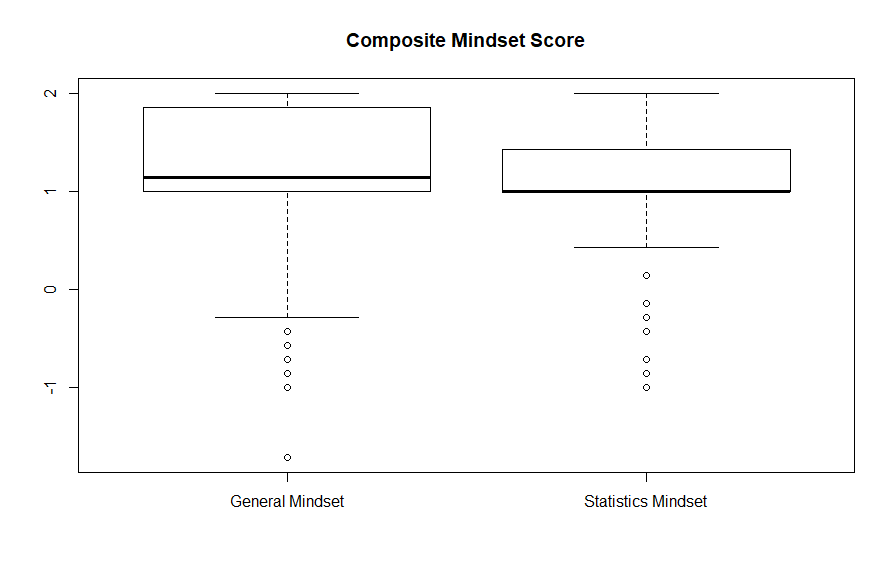 Composite Mindset Score
2
1
0
-1
General Mindset
Statistics Mindset